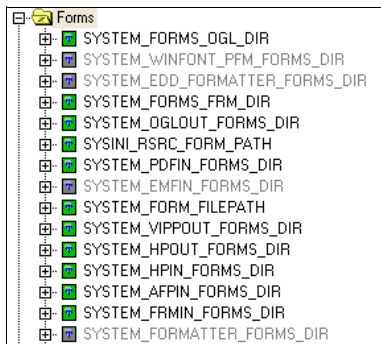 Forms
SYSTEM_FORMS_OGL_DIR
SYSTEM_WINFONT_PFM_FORMS_DIR
SYSTEM_EDD_FORMATTER_FORMS_DIR
SYSTEM_FORMS_FRM_DIR
SYSTEM_OGLOUT_FORMS_DIR
SYSINI_RSRC_FORM_PATH
SYSTEM_PDFIN_FORMS_DIR
SYSTEM_EMFIN_FORMS_DIR
SYSTEM_FORM_FILEPATH
SYSTEM_VIPPOUT_FORMS_DIR
SYSTEM_HPOUT_FORMS_DIR
SYSTEM_HPIN_FORMS_DIR
SYSTEM_AFPIN_FORMS_DIR
SYSTEM_FRMIN_FORMS_DIR
SYSTEM_FORMATTER_FORMS_DIR